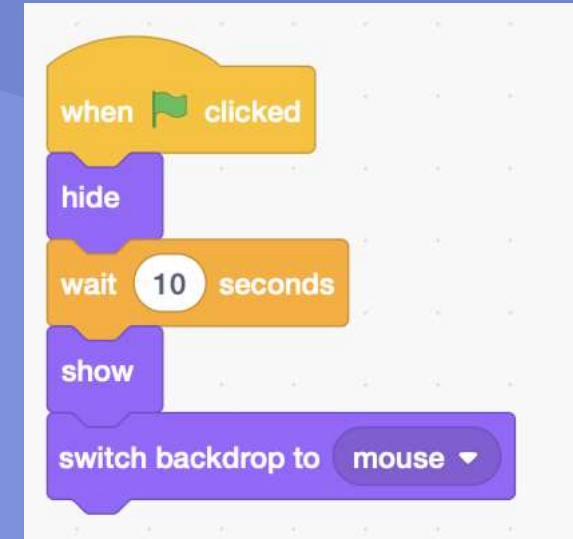 when clicked
hide
wait 10 seconds
show
switch backdrop to mouse